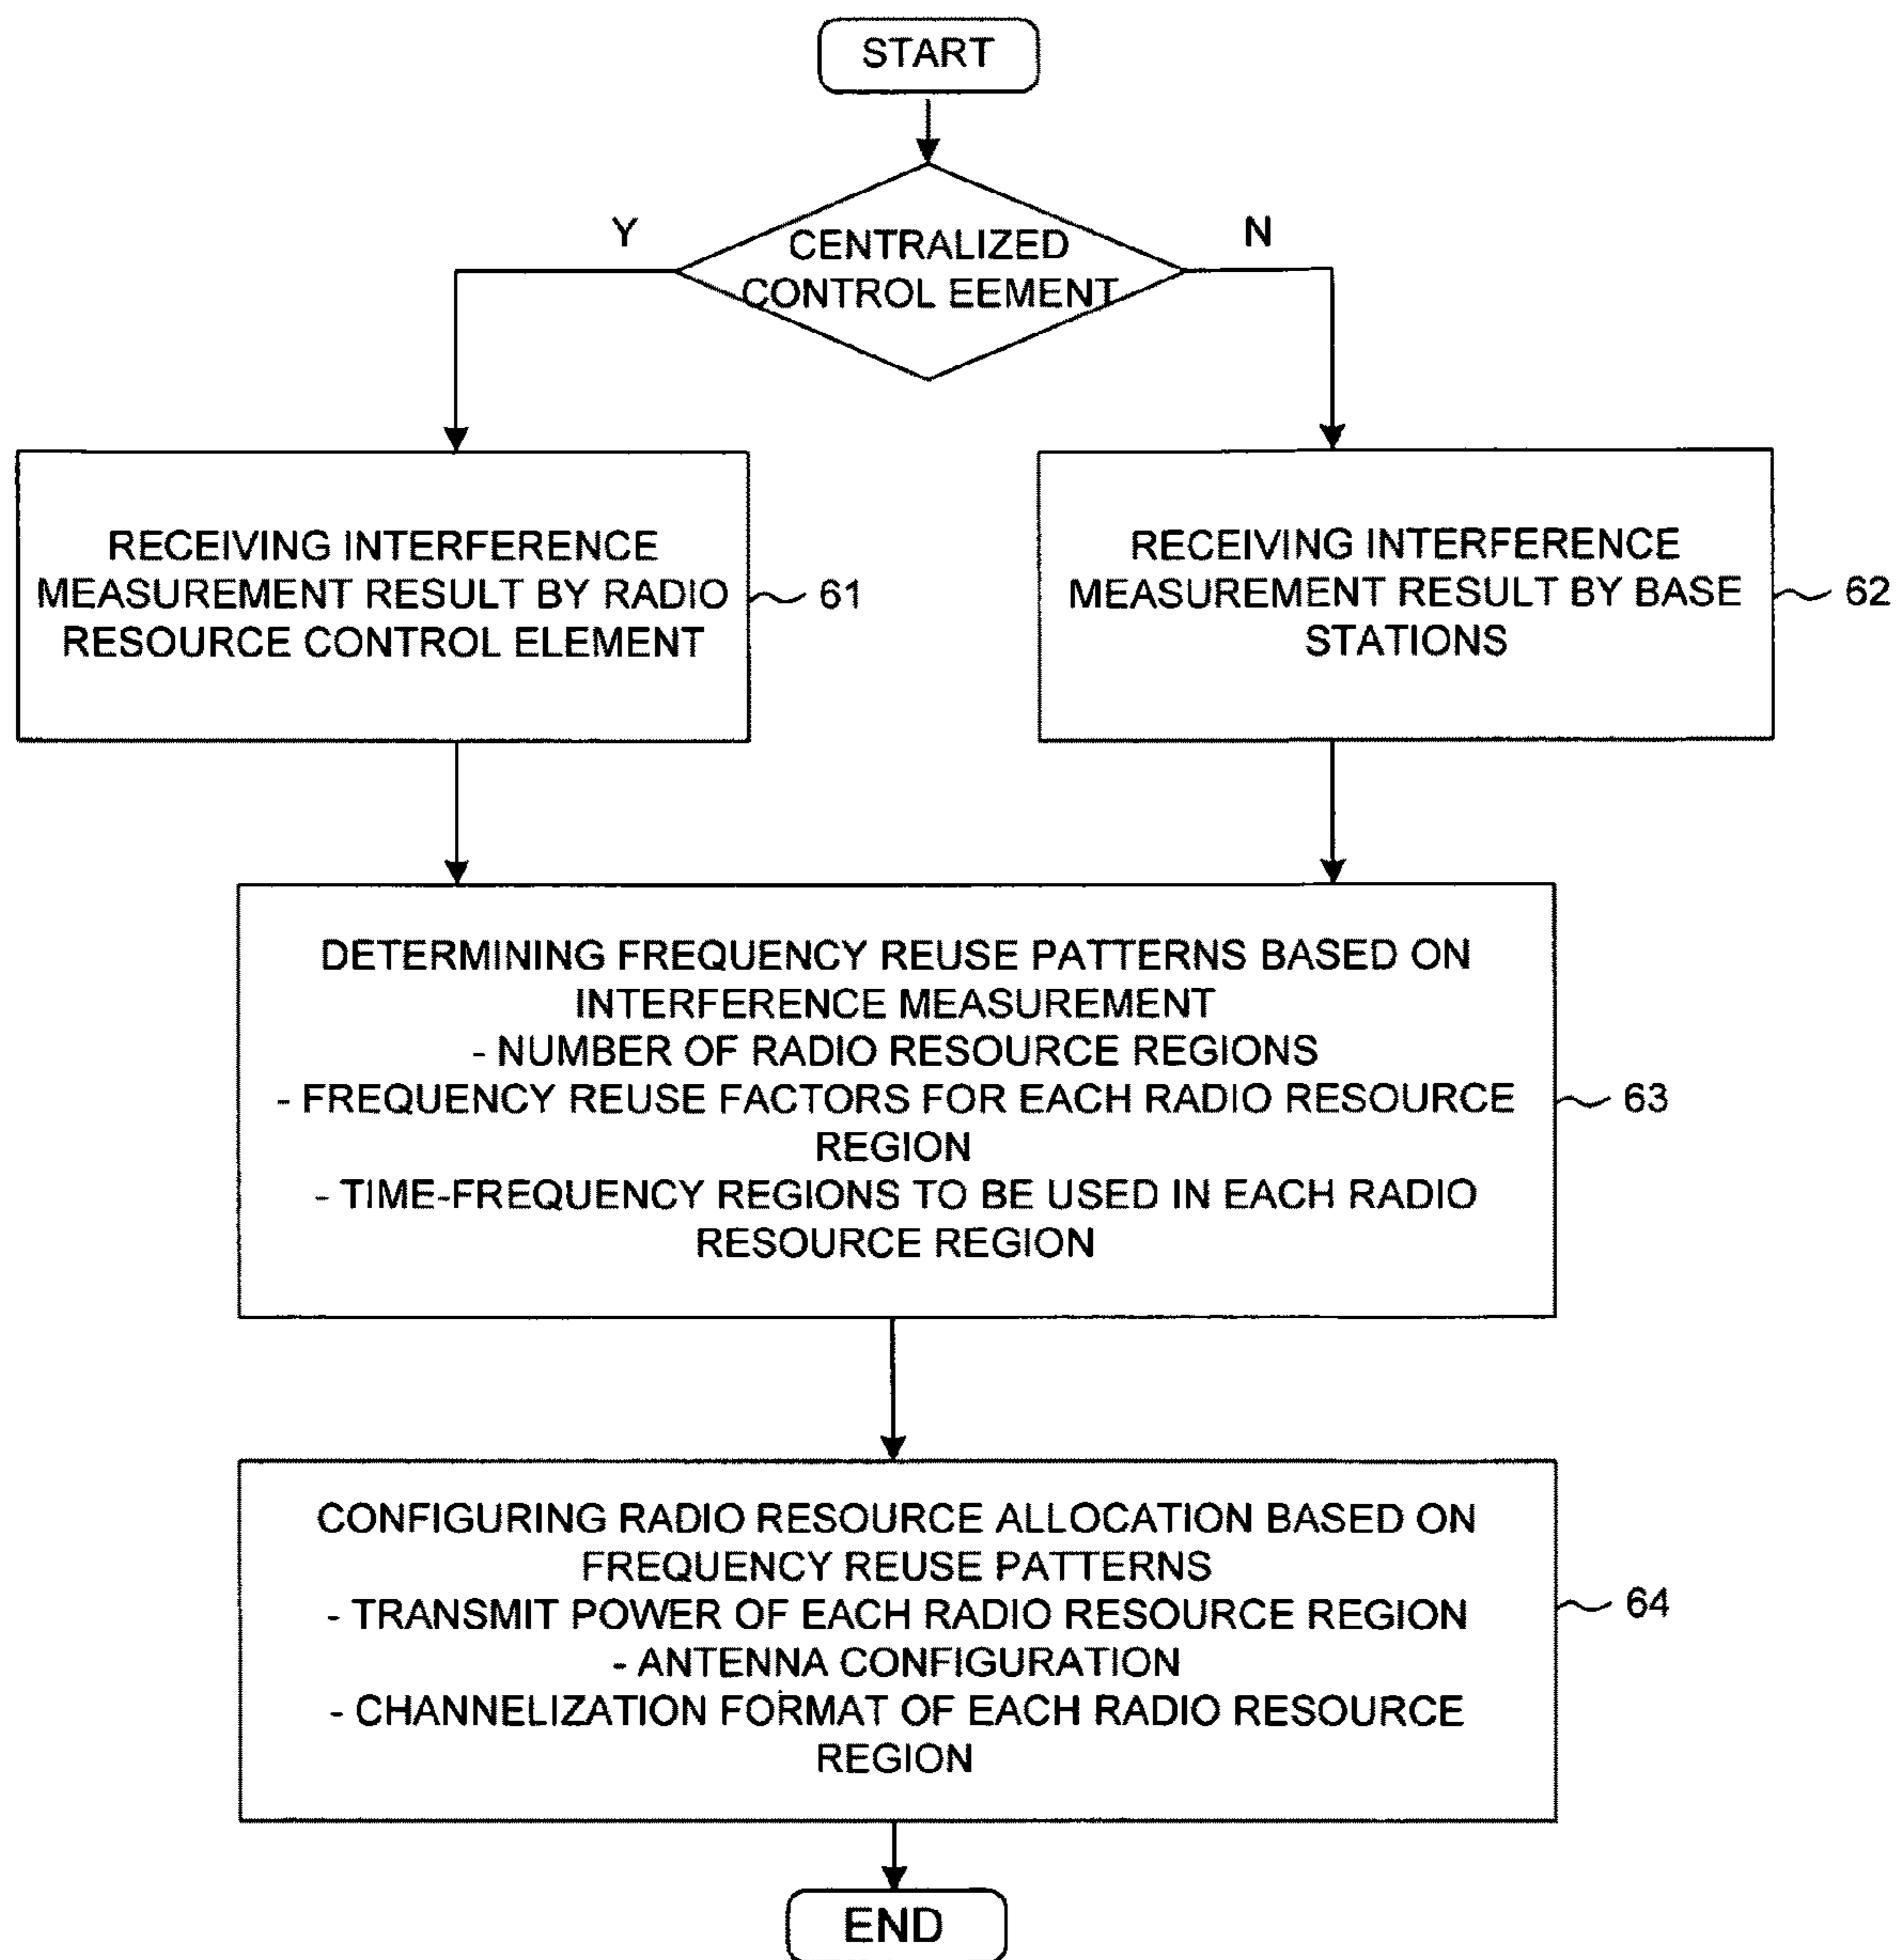 START
Y
N
CENTRALIZED
CONTROL EEMENT
RECEIVING INTERFERENCE
MEASUREMENT RESULT BY RADIO
RESOURCE CONTROL ELEMENT
61
RECEIVING INTERFERENCE
MEASUREMENT RESULT BY BASE
STATIONS
62
DETERMINING FREQUENCY REUSE PATTERNS BASED ON
INTERFERENCE MEASUREMENT
- NUMBER OF RADIO RESOURCE REGIONS
- FREQUENCY REUSE FACTORS FOR EACH RADIO RESOURCE
REGION
- TIME-FREQUENCY REGIONS TO BE USED IN EACH RADIO
RESOURCE REGION
63
CONFIGURING RADIO RESOURCE ALLOCATION BASED ON
FREQUENCY REUSE PATTERNS
- TRANSMIT POWER OF EACH RADIO RESOURCE REGION
- ANTENNA CONFIGURATION
- CHANNELIZATION FORMAT OF EACH RADIO RESOURCE
REGION
64
END